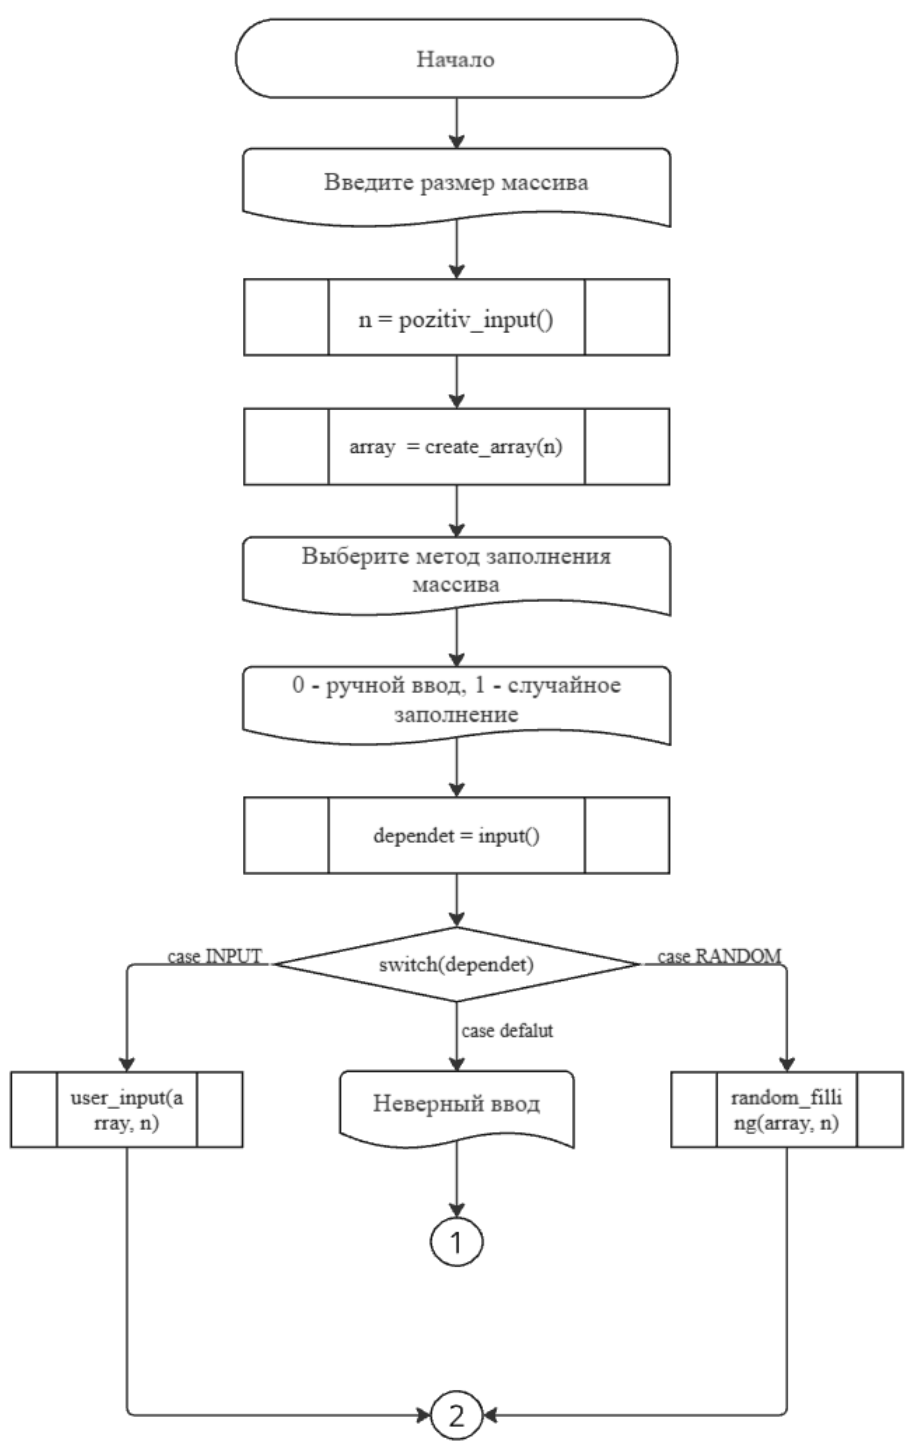 Начало
Введите размер массива
n = pozitiv_input()
array = create_array(n)
Выберите метод заполнения
массива
0 - ручной ввод, 1 - случайное
заполнение
dependet = input()
case INPUT
switch(dependet)
case RANDOM
case defalut
user_input(a
rray, n)
Неверный ввод
random_filli
ng(array, n)
1
2